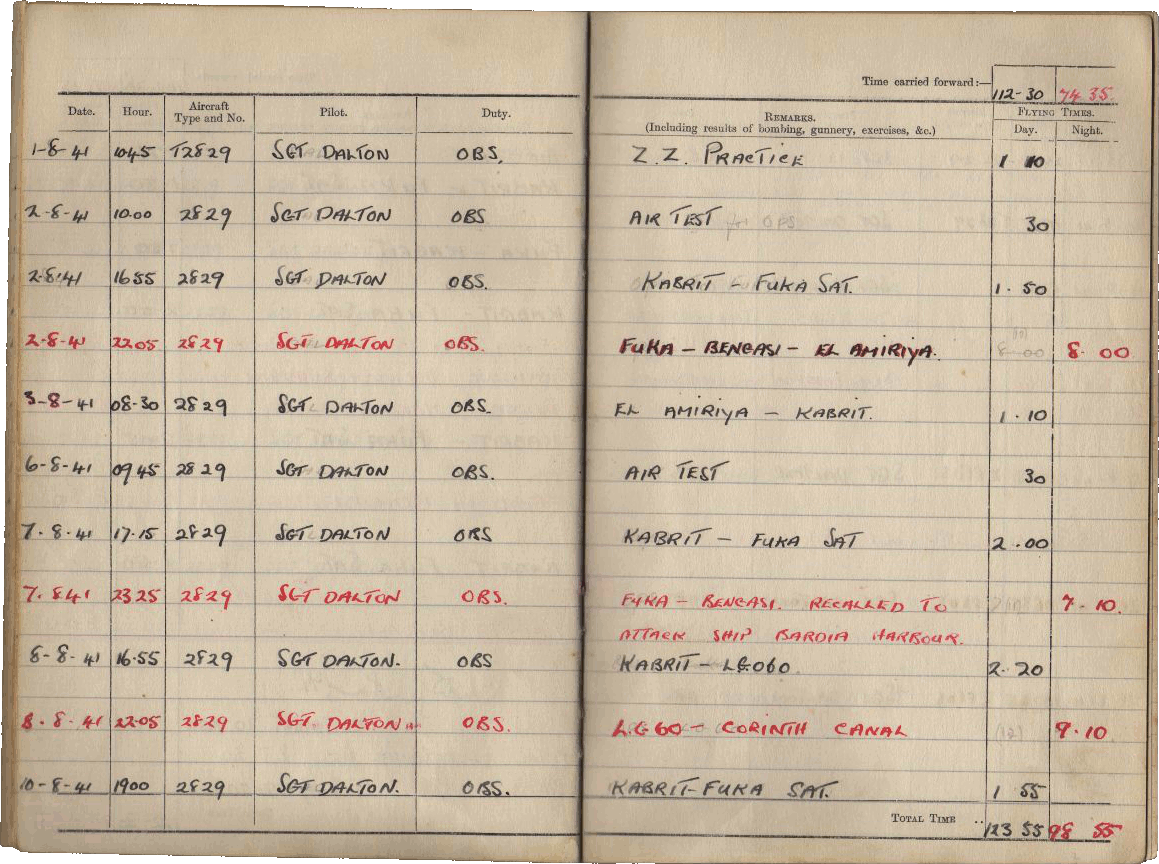 Time carried forward:— 112-30 74 35.
Date. Hour. Aircraft Type and No. Pilot. Duty. REMARKS. (Including results of bombing, gunnery, exercises, &c.) FLYING TIMES. Day. Night.
1-8-41 1045 T2829 SGT DALTON OBS. Z.Z. PRACTICE 1 10
2-8-41 10.00 2829 SGT DALTON OBS AIR TEST 30
2-8-41 1655 2829 SGT DALTON OBS. KABRIT - FUKA SAT. 1.50
2-8-41 2205 2829 SGT DALTON OBS. FUKA - BENGASI - EL AMIRIYA. 8-00 8.00
3-8-41 08-30 2829 SGT DALTON OBS. EL AMIRIYA - KABRIT. 1.10
6-8-41 0945 2829 SGT DALTON OBS. AIR TEST 30
7.8.41 17.15 2829 SGT DALTON OBS KABRIT - FUKA SAT 2.00
7.8.41 2325 2829 SGT DALTON OBS. FUKA - BENGASI. RECALLED TO 7-10.
ATTACK SHIP BARDIA HARBOUR.
8-8-41 16.55 2829 SGT DALTON. OBS KABRIT - LG060. 2.20
8.8.41 22.05 2829 SGT DALTON OBS. L.G 60 - CORINTH CANAL 9.10
10-8-41 1900 2829 SGT DALTON. OBS. KABRIT-FUKA SAT. 1 55
TOTAL TIME .. 123 55 98 55